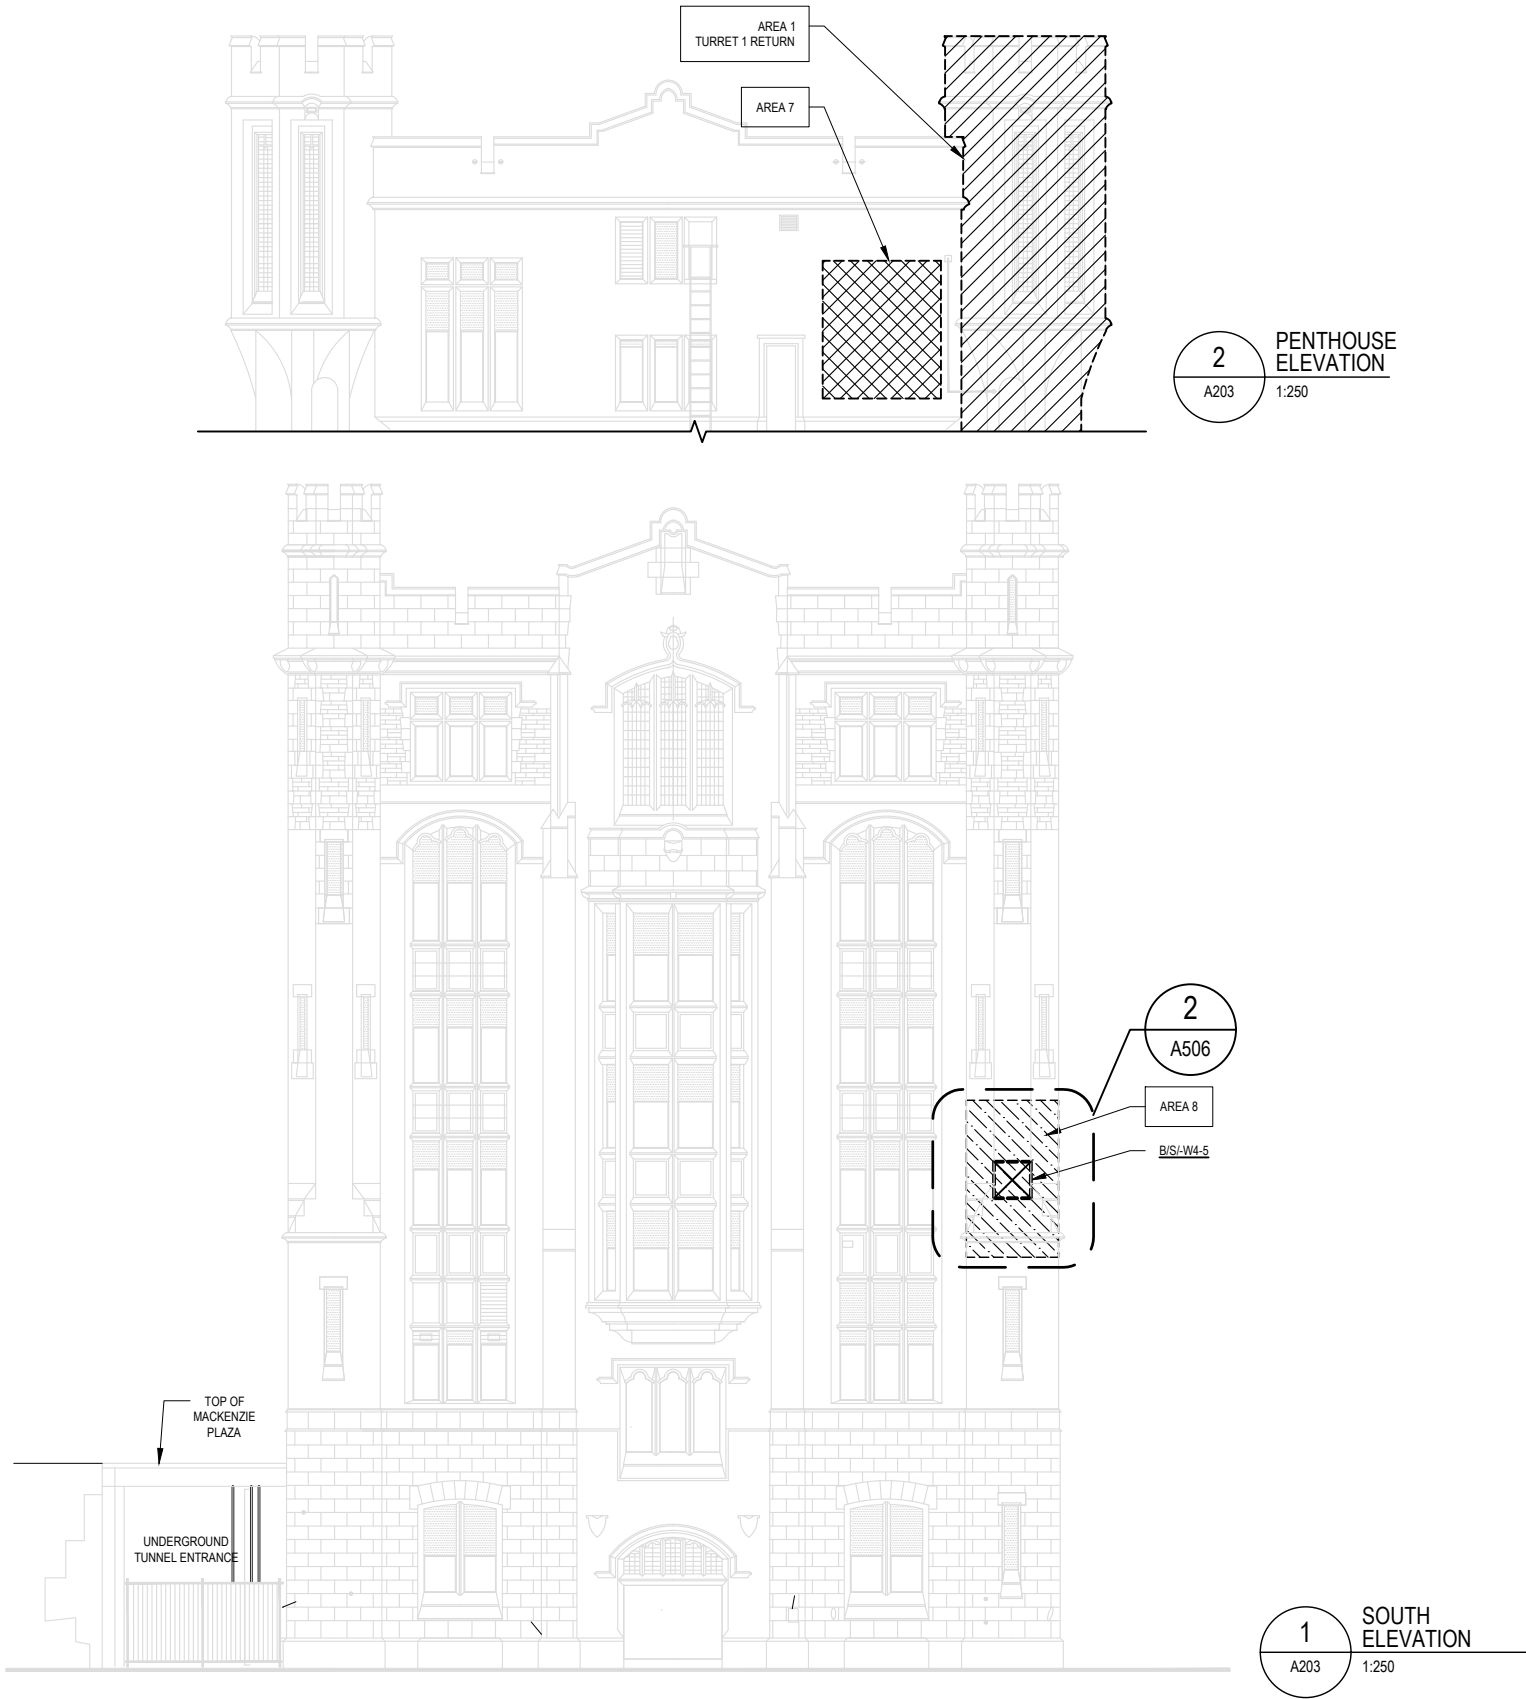 AREA 1
TURRET 1 RETURN
AREA 7
2
A203
PENTHOUSE
ELEVATION
1:250
2
A506
AREA 8
B/S/-W4-5
TOP OF
MACKENZIE
PLAZA
UNDERGROUND
TUNNEL ENTRANCE
1
A203
SOUTH
ELEVATION
1:250